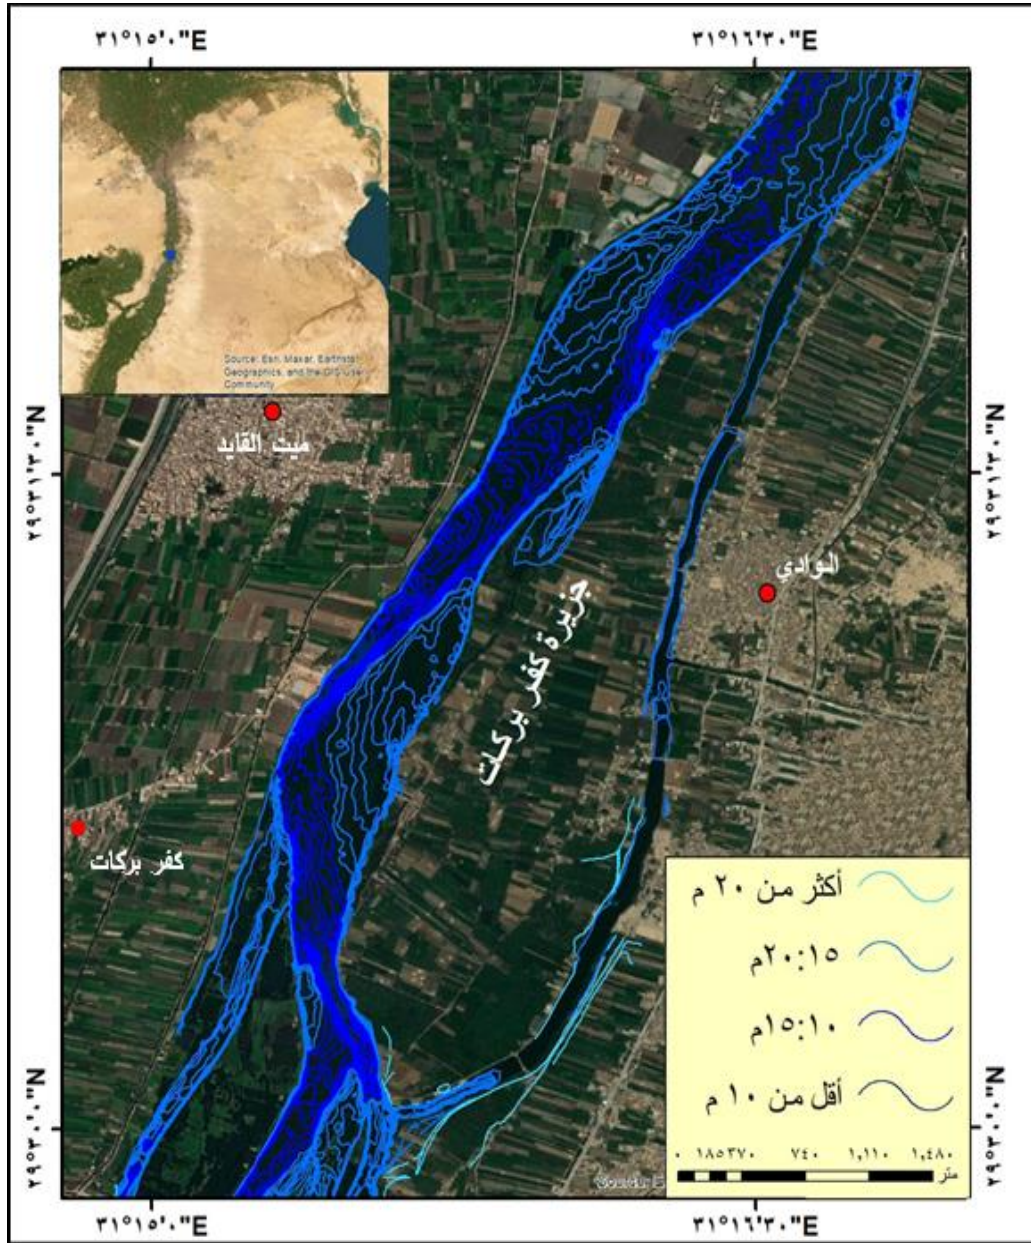 ٣١°١٥'٠"E
٣١°١٦'٣٠"E
Source: Esri, Maxar, Earthstar
Geographics, and the GIS User
Community
٢٩°٣١'٣٠"N
٢٩°٣١'٣٠"N
ميت القايد
الوادي
جزيرة كفر بركات
كفر بركات
أكثر من ٢٠ م
٢٠:١٥م
١٥:١٠م
أقل من ١٠ م
٠ ١٨٥٣٧٠ ٧٤٠ ١,١١٠ ١,٤٨٠
متر
٢٩°٣٠'٠"N
٢٩°٣٠'٠"N
٣١°١٥'٠"E
٣١°١٦'٣٠"E